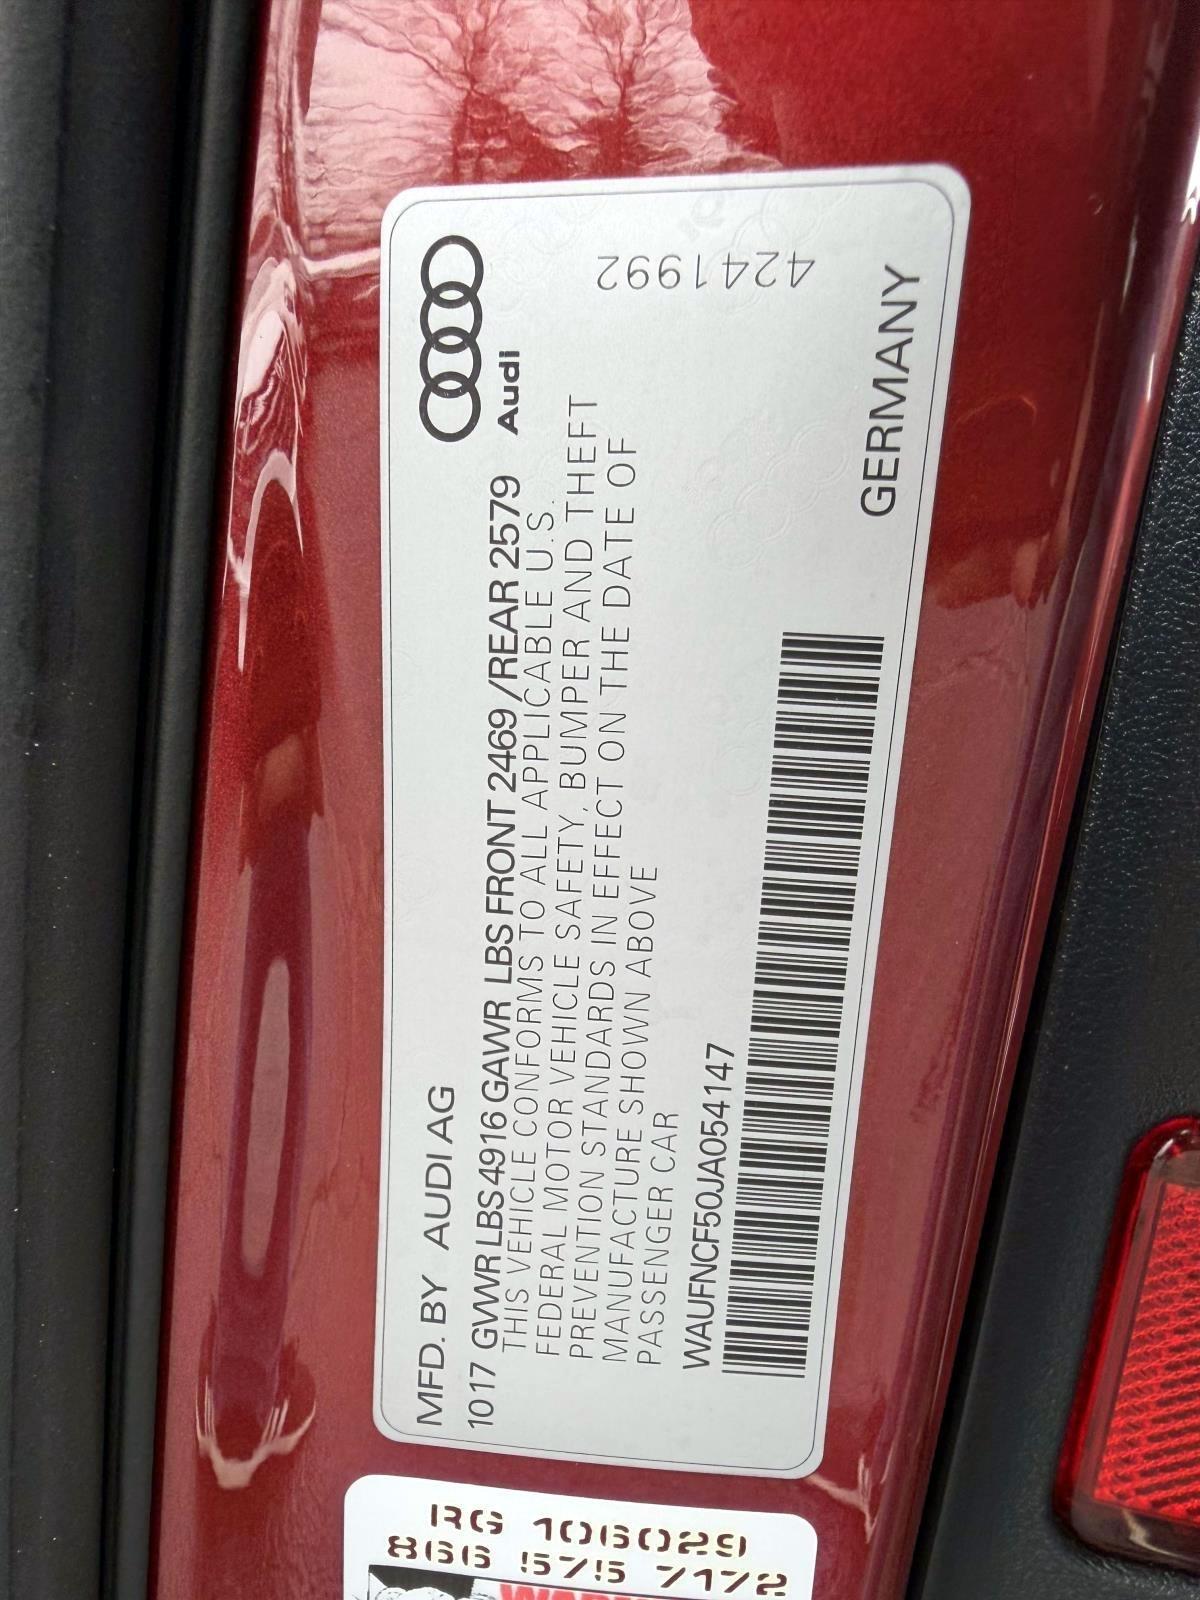 MFD. BY AUDI AG
1017 GVWR LBS 4916 GAWR LBS FRONT 2469 / REAR 2579
THIS VEHICLE CONFORMS TO ALL APPLICABLE U.S.
FEDERAL MOTOR VEHICLE SAFETY, BUMPER AND THEFT
PREVENTION STANDARDS IN EFFECT ON THE DATE OF
MANUFACTURE SHOWN ABOVE
PASSENGER CAR
WAUFNCF50JA054147
Audi
4241992
GERMANY
RG 106029
866 575 7172